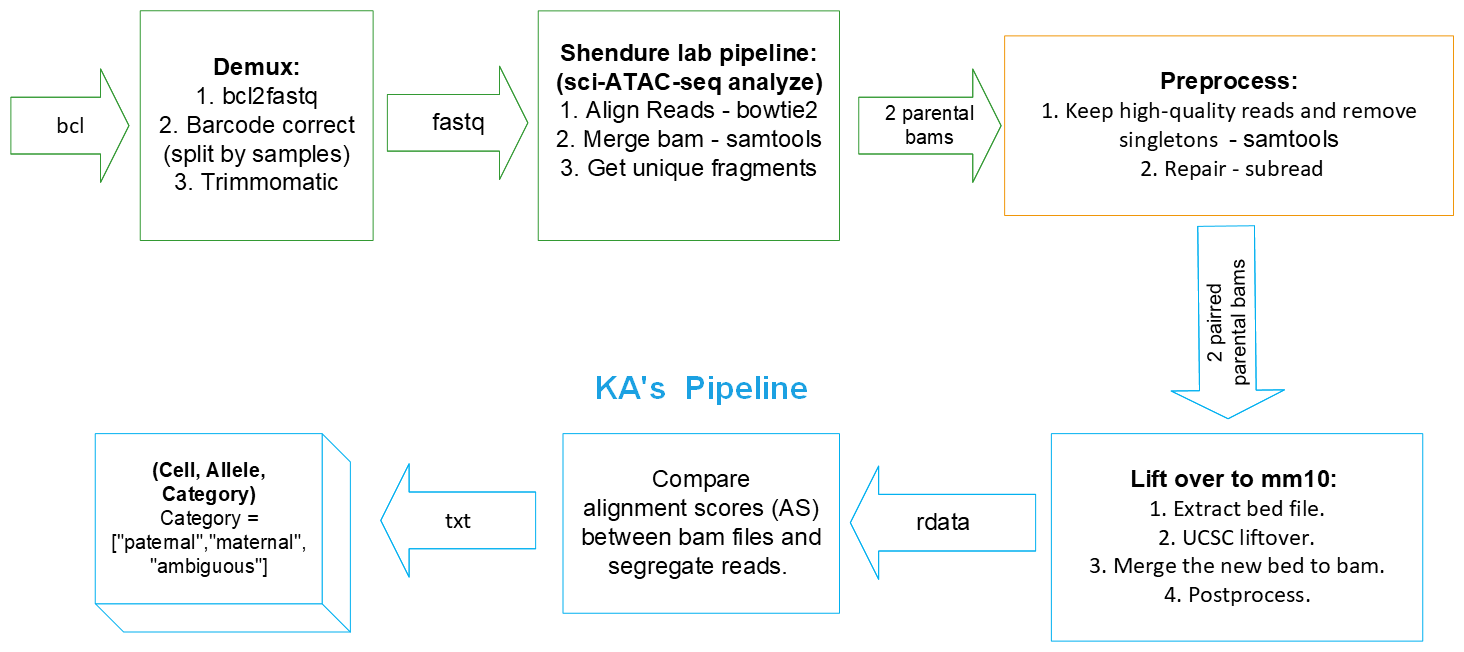 bcl
Demux:
1. bcl2fastq
2. Barcode correct
(split by samples)
3. Trimmomatic
fastq
Shendure lab pipeline:
(sci-ATAC-seq analyze)
1. Align Reads - bowtie2
2. Merge bam - samtools
3. Get unique fragments
2 parental
bams
Preprocess:
1. Keep high-quality reads and remove
singletons - samtools
2. Repair - subread
2 pairred
parental bams
KA's Pipeline
Lift over to mm10:
1. Extract bed file.
2. UCSC liftover.
3. Merge the new bed to bam.
4. Postprocess.
rdata
Compare
alignment scores (AS)
between bam files and
segregate reads.
txt
(Cell, Allele,
Category)
Category =
["paternal","maternal",
"ambiguous"]